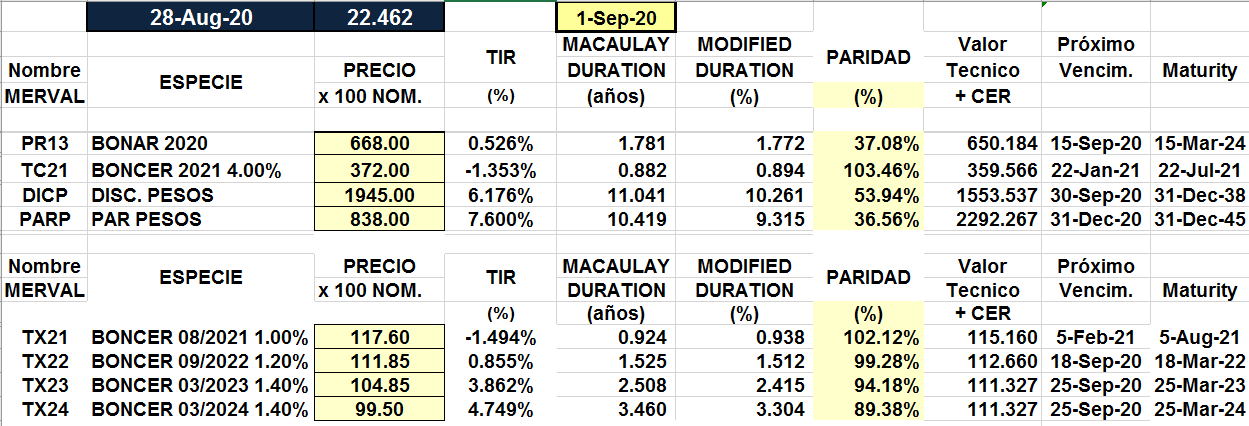 28-Aug-20 22.462 1-Sep-20
MACAULAY MODIFIED Valor Próximo
TIR PARIDAD
Nombre PRECIO DURATION DURATION Tecnico Vencim. Maturity
ESPECIE
MERVAL x 100 NOM. (%) (años) (%) (%) + CER
PR13 BONAR 2020 668.00 0.526% 1.781 1.772 37.08% 650.184 15-Sep-20 15-Mar-24
TC21 BONCER 2021 4.00% 372.00 -1.353% 0.882 0.894 103.46% 359.566 22-Jan-21 22-Jul-21
DICP DISC. PESOS 1945.00 6.176% 11.041 10.261 53.94% 1553.537 30-Sep-20 31-Dec-38
PARP PAR PESOS 838.00 7.600% 10.419 9.315 36.56% 2292.267 31-Dec-20 31-Dec-45
Nombre PRECIO MACAULAY MODIFIED Valor Próximo
ESPECIE TIR PARIDAD
MERVAL x 100 NOM. DURATION DURATION Tecnico Vencim. Maturity
(%) (años) (%) (%) + CER
TX21 BONCER 08/2021 1.00% 117.60 -1.494% 0.924 0.938 102.12% 115.160 5-Feb-21 5-Aug-21
TX22 BONCER 09/2022 1.20% 111.85 0.855% 1.525 1.512 99.28% 112.660 18-Sep-20 18-Mar-22
TX23 BONCER 03/2023 1.40% 104.85 3.862% 2.508 2.415 94.18% 111.327 25-Sep-20 25-Mar-23
TX24 BONCER 03/2024 1.40% 99.50 4.749% 3.460 3.304 89.38% 111.327 25-Sep-20 25-Mar-24